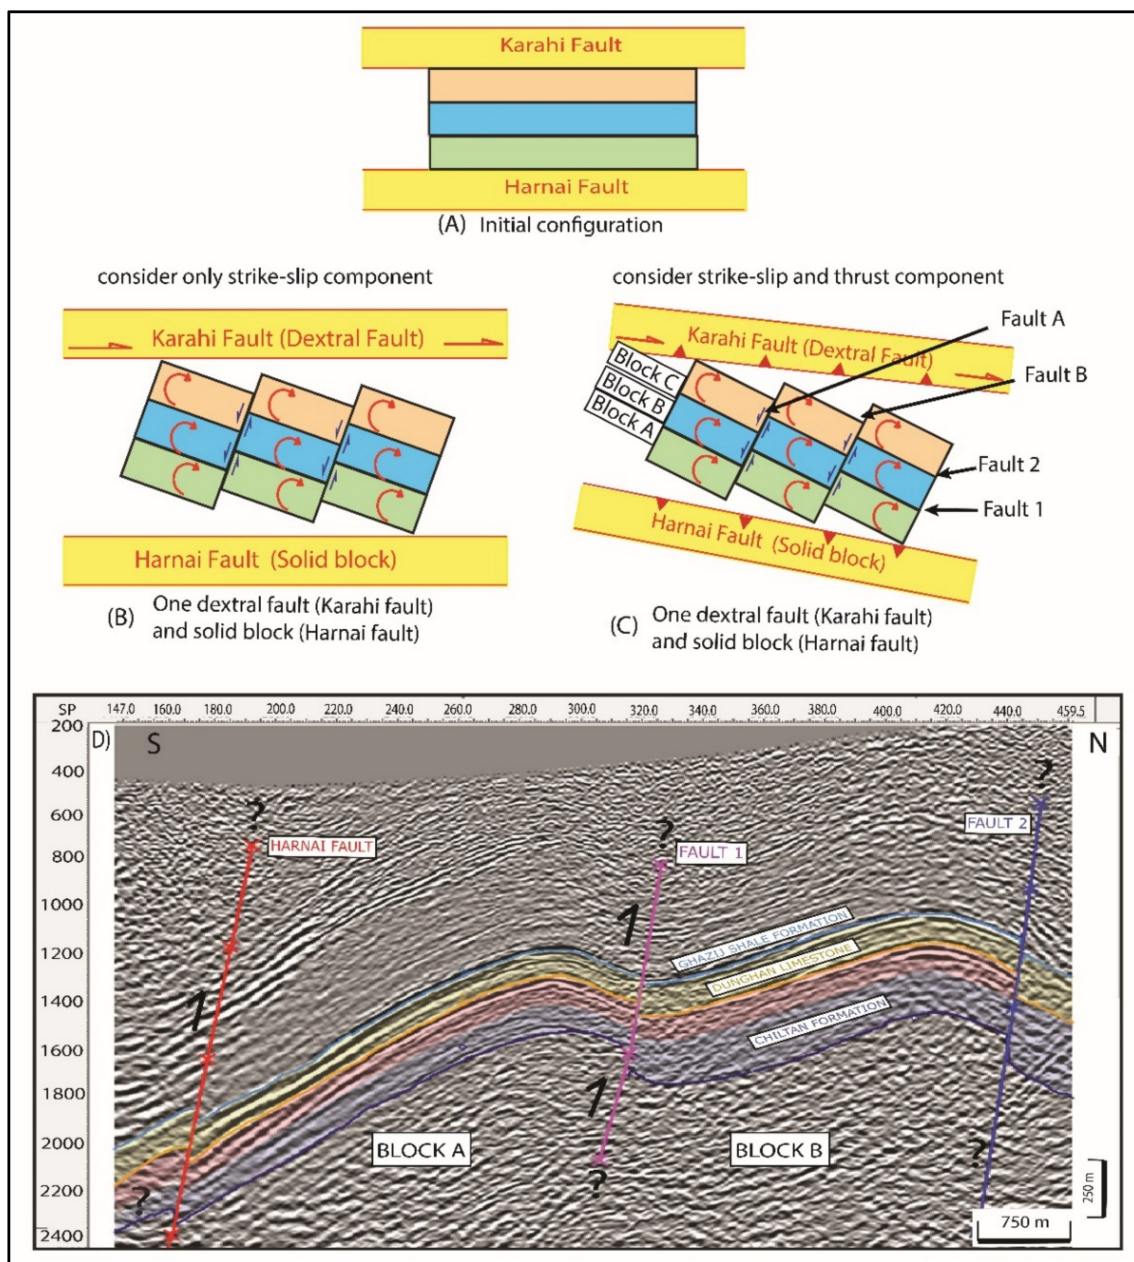 Karahi Fault
Harnai Fault
(A) Initial configuration
consider only strike-slip component
Karahi Fault (Dextral Fault)
Harnai Fault (Solid block)
(B) One dextral fault (Karahi fault)
and solid block (Harnai fault)
consider strike-slip and thrust component
Karahi Fault (Dextral Fault)
Fault A
Fault B
Block C
Block B
Block A
Fault 2
Fault 1
Harnai Fault (Solid block)
(C) One dextral fault (Karahi fault)
and solid block (Harnai fault)
SP 147.0 160.0 180.0 200.0 220.0 240.0 260.0 280.0 300.0 320.0 340.0 360.0 380.0 400.0 420.0 440.0 459.5
200
400
600
800
1000
1200
1400
1600
1800
2000
2200
2400
D) S N
? ? ?
HARNAI FAULT
FAULT 1
FAULT 2
GHAZIJ SHALE FORMATION
DUNGHAN LIMESTONE
CHILTAN FORMATION
BLOCK A
BLOCK B
? ? ?
250 m
750 m